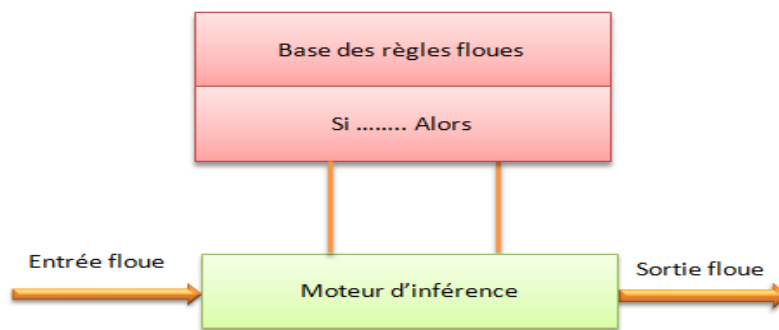 Base des règles floues
Si ........ Alors
Entrée floue
Moteur d'inférence
Sortie floue